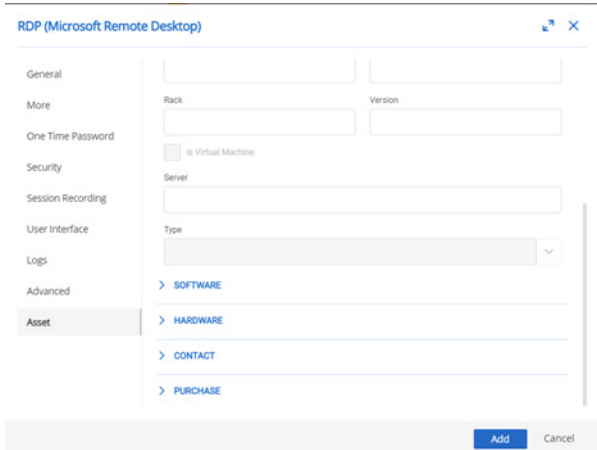 RDP (Microsoft Remote Desktop)
General
More
One Time Password
Security
Session Recording
User Interface
Logs
Advanced
Asset
Rack
Version
Is Virtual Machine
Server
Type
SOFTWARE
HARDWARE
CONTACT
PURCHASE
Add
Cancel